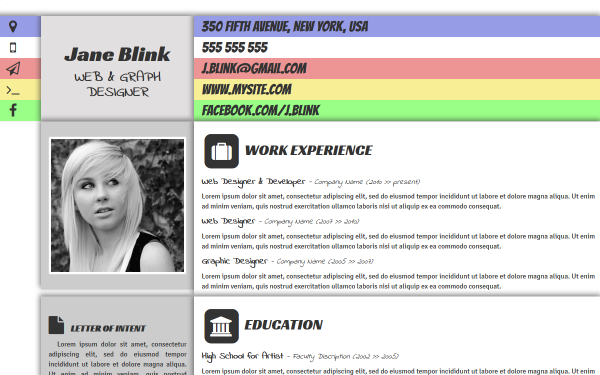 Jane Blink
WEB & GRAPH
DESIGNER
350 FIFTH AVENUE, NEW YORK, USA
555 555 555
J.BLINK@GMAIL.COM
WWW.MYSITE.COM
FACEBOOK.COM/J.BLINK
WORK EXPERIENCE
Web Designer & Developer - Company Name (2010 >> present)
Lorem ipsum dolor sit amet, consectetur adipiscing elit, sed do eiusmod tempor incididunt ut labore et dolore magna aliqua. Ut enim
ad minim veniam, quis nostrud exercitation ullamco laboris nisi ut aliquip ex ea commodo consequat.
Web Designer - Company Name (2007 >> 2010)
Lorem ipsum dolor sit amet, consectetur adipiscing elit, sed do eiusmod tempor incididunt ut labore et dolore magna aliqua. Ut enim
ad minim veniam, quis nostrud exercitation ullamco laboris nisi ut aliquip ex ea commodo consequat.
Graphic Designer - Company Name (2005 >> 2007)
Lorem ipsum dolor sit amet, consectetur adipiscing elit, sed do eiusmod tempor incididunt ut labore et dolore magna aliqua. Ut enim
ad minim veniam, quis nostrud exercitation ullamco laboris nisi ut aliquip ex ea commodo consequat.
LETTER OF INTENT
Lorem ipsum dolor sit amet,
adipiscing elit, sed do eiusmod
tempor incididunt ut labore et
dolore magna aliqua. Ut enim ad
EDUCATION
High School for Artist - Faculty Discription (2002 >> 2005)
Lorem ipsum dolor sit amet, consectetur adipiscing elit, sed do eiusmod tempor incididunt ut labore et dolore magna aliqua. Ut enim